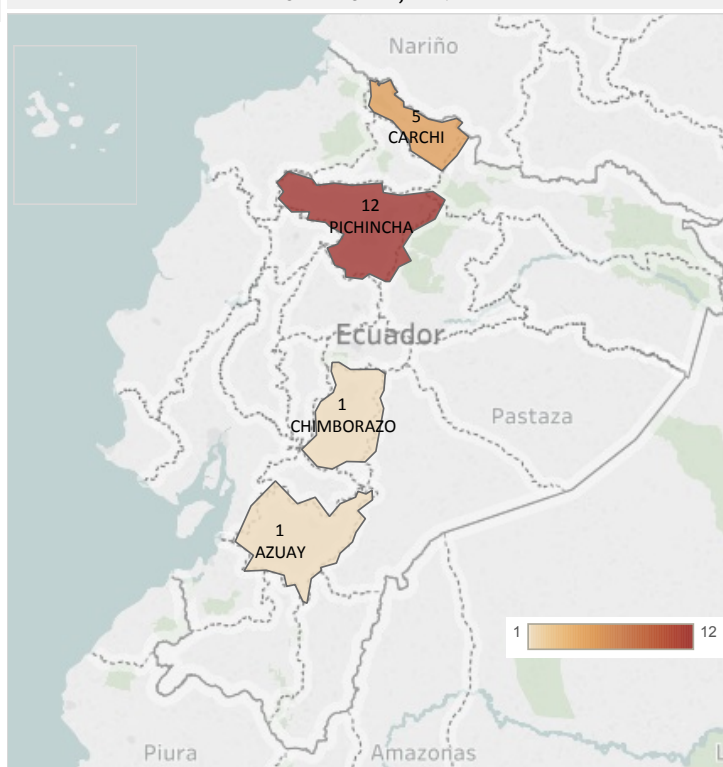 Nariño
5
CARCHI
12
PICHINCHA
Ecuador
1
CHIMBORAZO
Pastaza
1
AZUAY
1
12
Piura
Amazonas
L